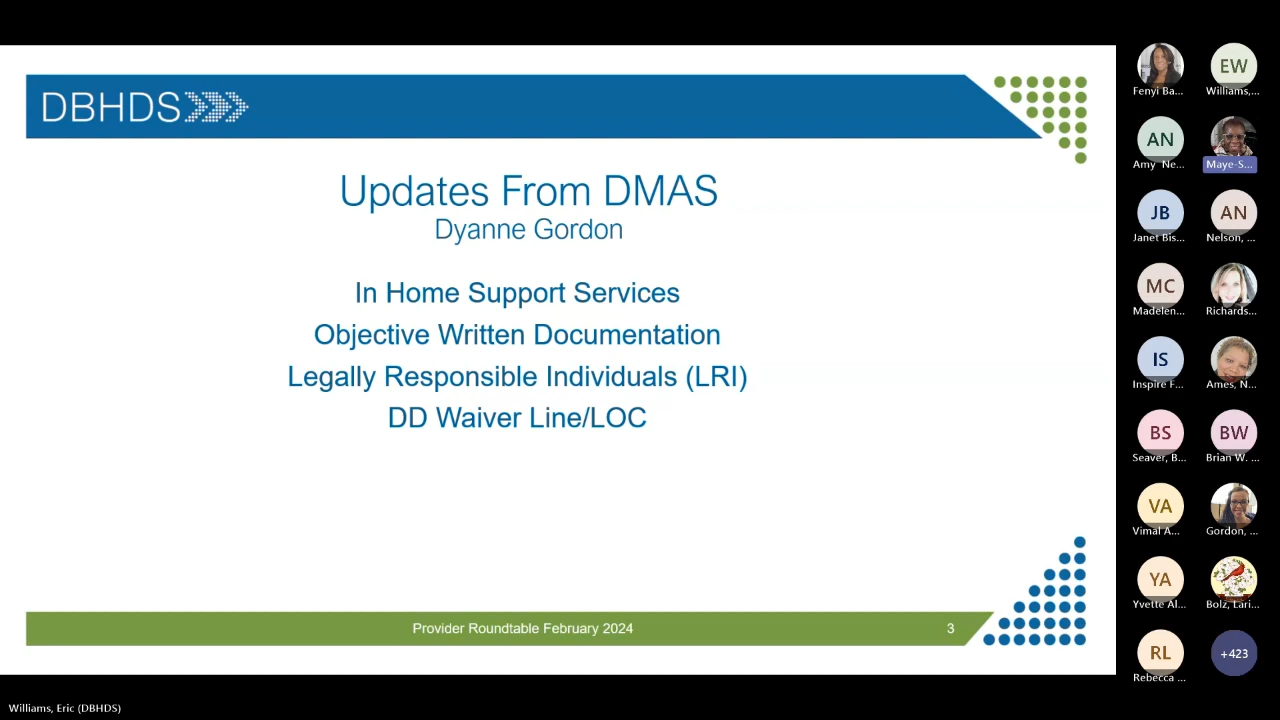 DBHDS
Updates From DMAS
Dyanne Gordon
In Home Support Services
Objective Written Documentation
Legally Responsible Individuals (LRI)
DD Waiver Line/LOC
Provider Roundtable February 2024
3
Fenyi Ba...
EW
Williams,...
AN
Amy Ne...
Maye-S...
JB
Janet Bis...
AN
Nelson, ...
MC
Madelen...
Richards...
IS
Inspire F...
Ames, N...
BS
Seaver, B...
BW
Brian W. ...
VA
Vimal A...
Gordon, ...
YA
Yvette Al...
Bolz, Lari...
RL
Rebecca ...
+423
Williams, Eric (DBHDS)